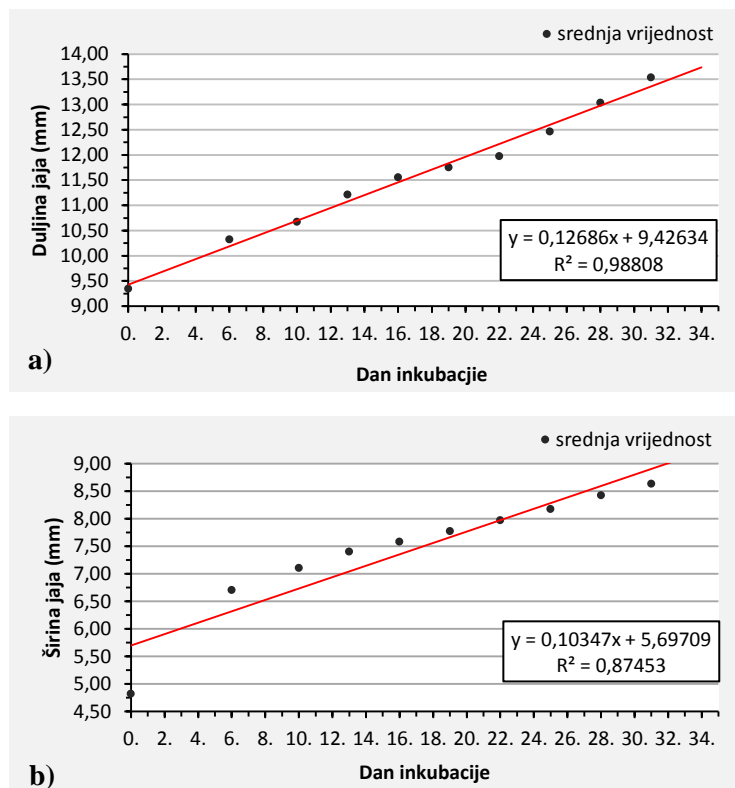 • srednja vrijednost
14,00
13,50
13,00
12,50
12,00
11,50
11,00
10,50
10,00
9,50
9,00
Duljina jaja (mm)
y = 0,12686x + 9,42634
R² = 0,98808
0. 2. 4. 6. 8. 10. 12. 14. 16. 18. 20. 22. 24. 26. 28. 30. 32. 34.
a)
Dan inkubacjie
• srednja vrijednost
9,00
8,50
8,00
7,50
7,00
6,50
6,00
5,50
5,00
4,50
Širina jaja (mm)
y = 0,10347x + 5,69709
R² = 0,87453
0. 2. 4. 6. 8. 10. 12. 14. 16. 18. 20. 22. 24. 26. 28. 30. 32. 34.
b)
Dan inkubacije